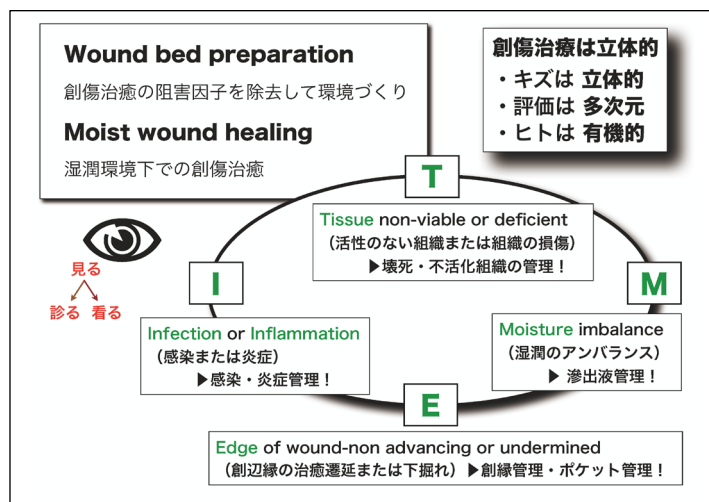 Wound bed preparation
創傷治癒の阻害因子を除去して環境づくり
Moist wound healing
湿潤環境下での創傷治癒
創傷治療は立体的
・キズは 立体的
・評価は 多次元
・ヒトは 有機的
T
Tissue non-viable or deficient
（活性のない組織または組織の損傷）
▶壊死・不活化組織の管理！
見る
診る 看る
I
Infection or Inflammation
（感染または炎症）
▶感染・炎症管理！
M
Moisture imbalance
（湿潤のアンバランス）
▶ 滲出液管理！
E
Edge of wound-non advancing or undermined
（創辺縁の治癒遷延または下掘れ）▶創縁管理・ポケット管理！